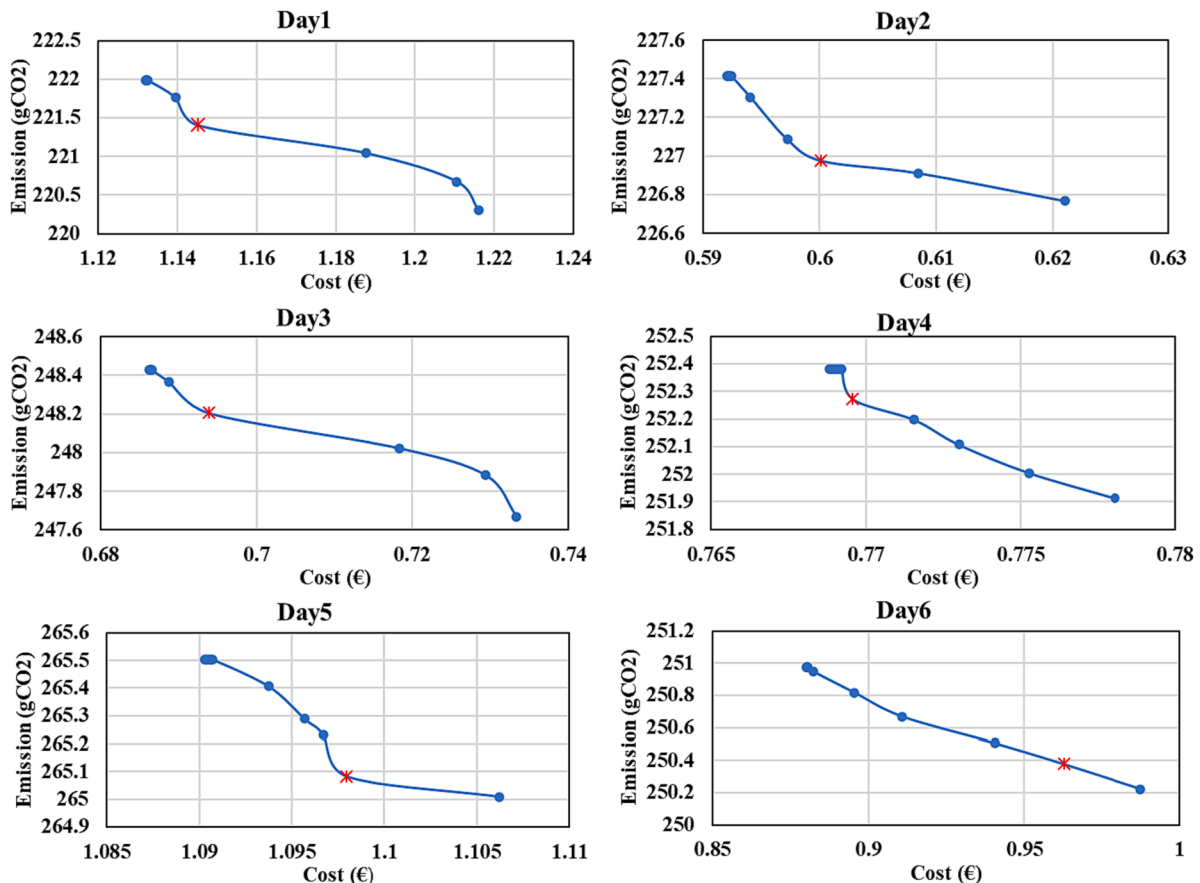 Day1
Emission (gCO2)
222.5
222
221.5
221
220.5
220
1.12 1.14 1.16 1.18 1.2 1.22 1.24
Cost (€)
Day2
Emission (gCO2)
227.6
227.4
227.2
227
226.8
226.6
0.59 0.6 0.61 0.62 0.63
Cost (€)
Day3
Emission (gCO2)
248.6
248.4
248.2
248
247.8
247.6
0.68 0.7 0.72 0.74
Cost (€)
Day4
Emission (gCO2)
252.5
252.4
252.3
252.2
252.1
252
251.9
251.8
0.765 0.77 0.775 0.78
Cost (€)
Day5
Emission (gCO2)
265.6
265.5
265.4
265.3
265.2
265.1
265
264.9
1.085 1.09 1.095 1.1 1.105 1.11
Cost (€)
Day6
Emission (gCO2)
251.2
251
250.8
250.6
250.4
250.2
250
0.85 0.9 0.95 1
Cost (€)